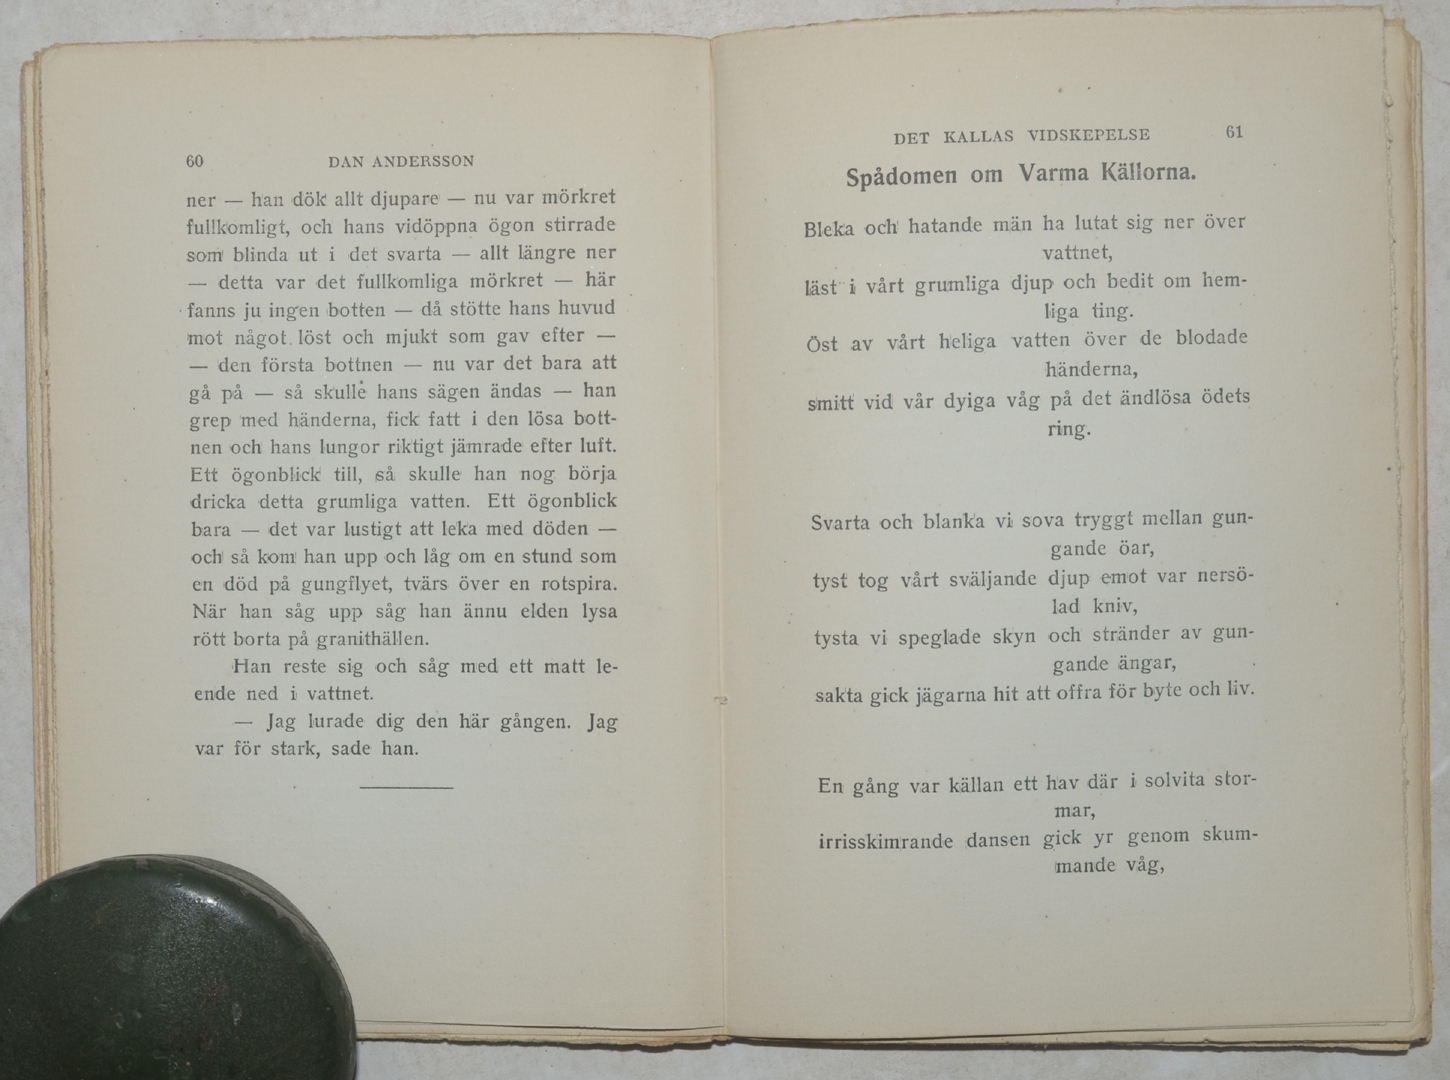 60 DAN ANDERSSON
ner — han dök allt djupare — nu var mörkret
fullkomligt, och hans vidöppna ögon stirrade
som blinda ut i det svarta — allt längre ner
— detta var det fullkomliga mörkret — här
fanns ju ingen botten — då stötte hans huvud
mot något löst och mjukt som gav efter —
— den första bottnen — nu var det bara att
gå på — så skulle hans sägen ändas — han
grep med händerna, fick fatt i den lösa bott-
nen och hans lungor riktigt jämrade efter luft.
Ett ögonblick till, så skulle han nog börja
dricka detta grumliga vatten. Ett ögonblick
bara — det var lustigt att leka med döden —
och så kom han upp och låg om en stund som
en död på gungflyet, tvärs över en rotspira.
När han såg upp såg han ännu elden lysa
rött borta på granithällen.
Han reste sig och såg med ett matt le-
ende ned i vattnet.
— Jag lurade dig den här gången. Jag
var för stark, sade han.
DET KALLAS VIDSKEPELSE 61
Spådomen om Varma Källorna.
Bleka och hatande män ha lutat sig ner över
vattnet,
läst i vårt grumliga djup och bedit om hem-
liga ting.
Öst av vårt heliga vatten över de blodade
händerna,
smitt vid vår dyiga våg på det ändlösa ödets
ring.
Svarta och blanka vi sova tryggt mellan gun-
gande öar,
tyst tog vårt sväljande djup emot var nersö-
lad kniv,
tysta vi speglade skyn och stränder av gun-
gande ängar,
sakta gick jägarna hit att offra för byte och liv.
En gång var källan ett hav där i solvita stor-
mar,
irrisskimrande dansen gick yr genom skum-
mande våg,